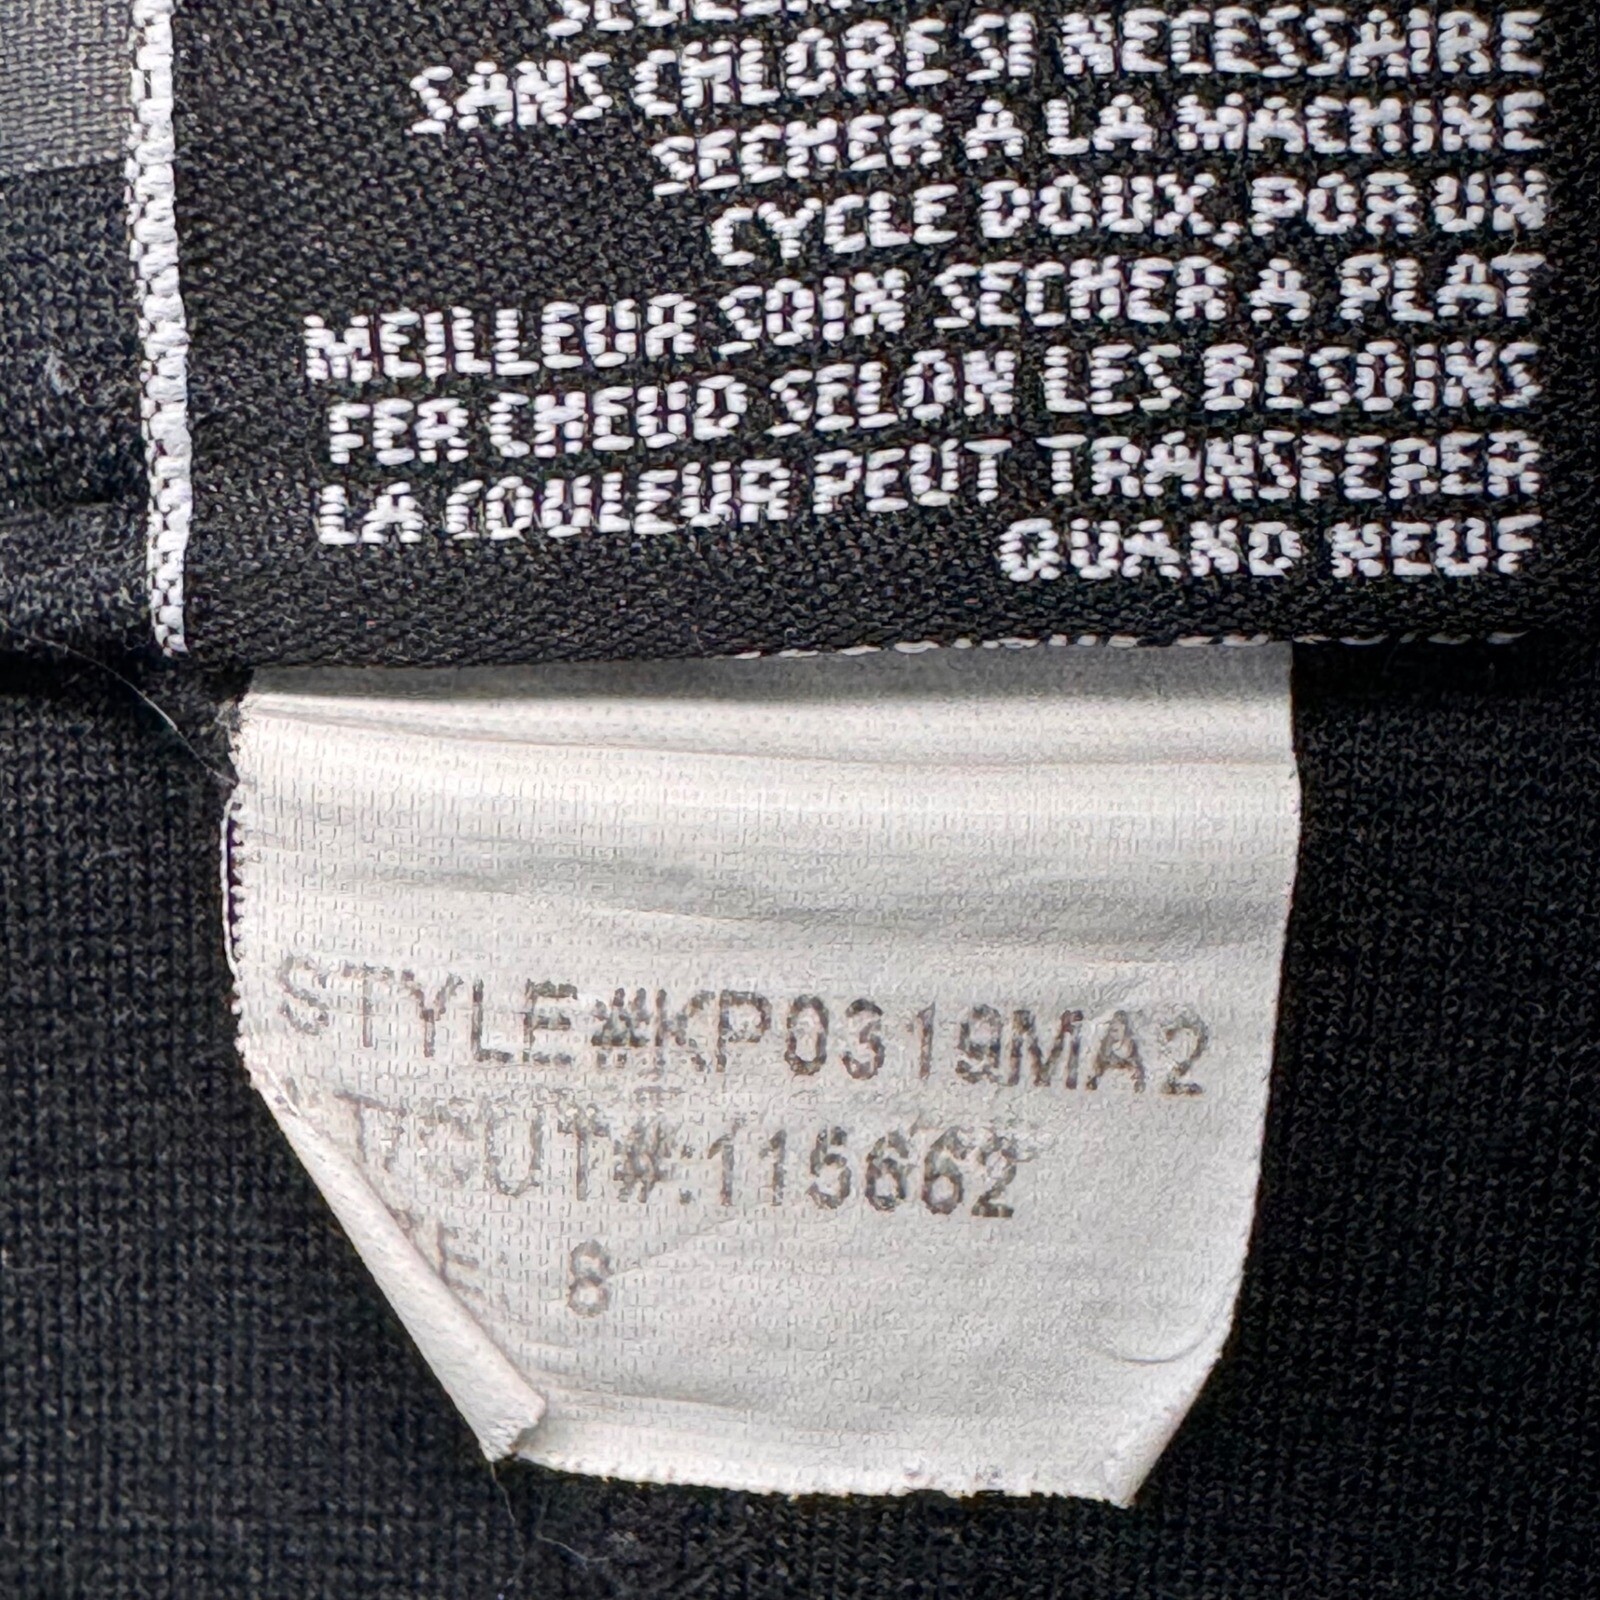 SANS CHLORE SI NECESSAIRE
SECHER A LA MACHINE
CYCLE DOUX, POR UN
MEILLEUR SOIN SECHER A PLAT
FER CHEUD SELON LES BESOINS
LA COULEUR PEUT TRANSFERER
QUAND NEUF
STYLE#KP0319MA2
CUT#:115662
E 8